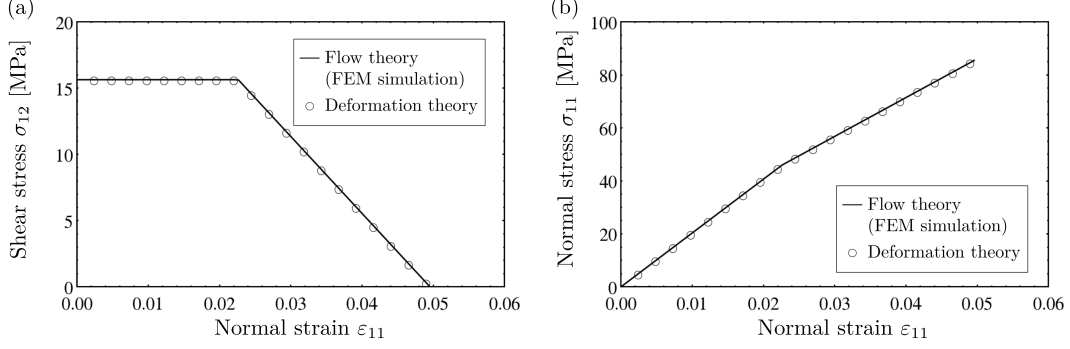 (a)
20
15
10
5
0
Shear stress σ₁₂ [MPa]
Flow theory
(FEM simulation)
Deformation theory
0.00 0.01 0.02 0.03 0.04 0.05 0.06
Normal strain ε₁₁
(b)
100
80
60
40
20
0
Normal stress σ₁₁ [MPa]
Flow theory
(FEM simulation)
Deformation theory
0.00 0.01 0.02 0.03 0.04 0.05 0.06
Normal strain ε₁₁